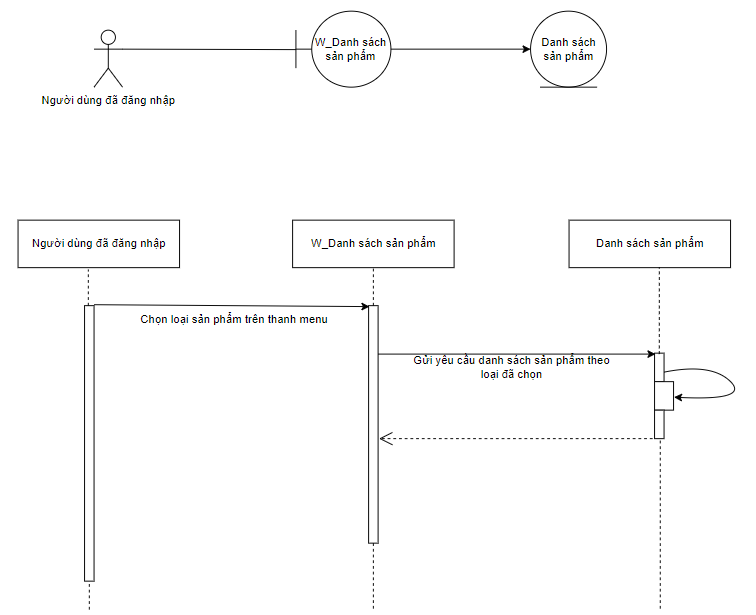 W_Danh sách
sản phẩm
Danh sách
sản phẩm
Người dùng đã đăng nhập
Người dùng đã đăng nhập
W_Danh sách sản phẩm
Danh sách sản phẩm
Chọn loại sản phẩm trên thanh menu
Gửi yêu cầu danh sách sản phẩm theo
loại đã chọn